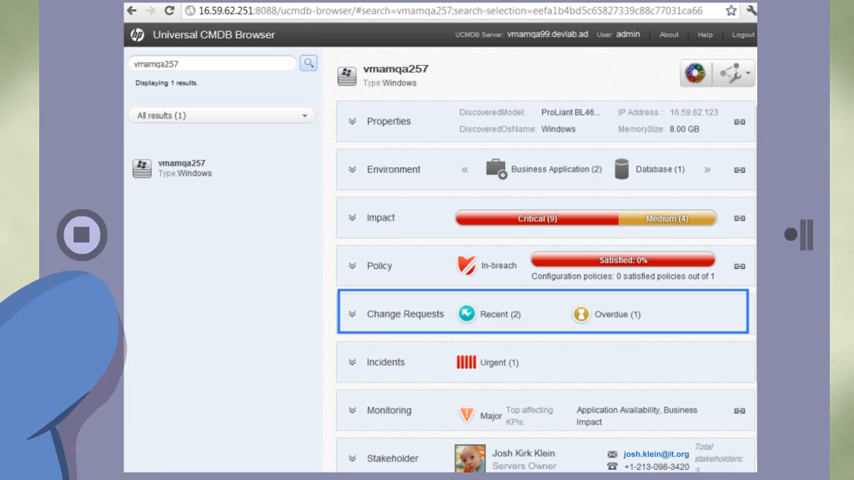 16.59.62.251:8088/ucmdb-browser/#search=vmamqa257;search-selection=eefa1b4bd5c65827339c88c77031ca66
hp Universal CMDB Browser
UCMDB Server: vmamqa99.devlab.ad User: admin About Help Logout
vmamqa257
Displaying 1 results.
All results (1)
vmamqa257
Type:Windows
vmamqa257
Type:Windows
Properties
DiscoveredModel: ProLiant BL46... IP Address : 16.59.62.123
DiscoveredOsName: Windows MemorySize: 8.00 GB
Environment « Business Application (2) Database (1) »
Impact Critical (9) Medium (4)
Policy In-breach Satisfied: 0%
Configuration policies: 0 satisfied policies out of 1
Change Requests Recent (2) Overdue (1)
Incidents Urgent (1)
Monitoring Major Top affecting KPIs: Application Availability, Business Impact
Stakeholder Josh Kirk Klein josh.klein@it.org Total stakeholders:
Servers Owner +1-213-098-3420